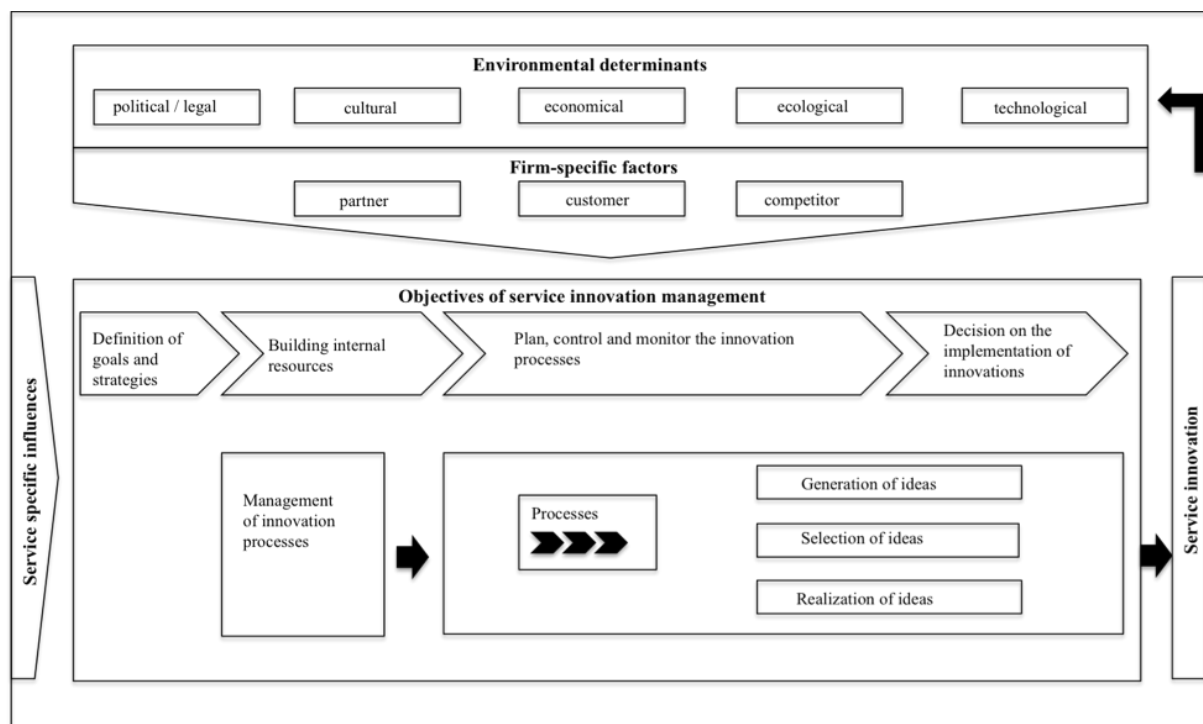 Environmental determinants
political / legal
cultural
economical
ecological
technological
Firm-specific factors
partner
customer
competitor
Service specific influences
Objectives of service innovation management
Definition of
goals and
strategies
Building internal
resources
Plan, control and monitor the innovation
processes
Decision on the
implementation of
innovations
Management
of innovation
processes
Processes
Generation of ideas
Selection of ideas
Realization of ideas
Service innovation